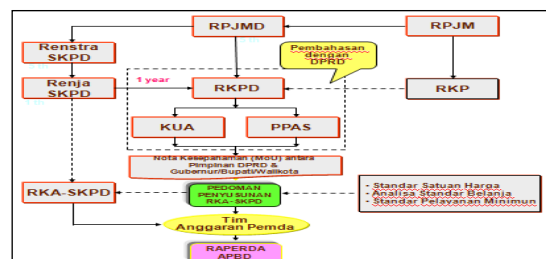 RPJMD
RPJM
Renstra
SKPD
Pembahasan
dengan
DPRD
Renja
SKPD
1 year
RKPD
RKP
KUA
PPAS
Nota Kesepahaman (MoU) antara
Pimpinan DPRD &
Gubernur/Bupati/Walikota
RKA-SKPD
PEDOMAN
PENYUSUNAN
RKA-SKPD
- Standar Satuan Harga
- Analisa Standar Belanja
- Standar Pelayanan Minimun
Tim
Anggaran Pemda
RAPERDA
APBD